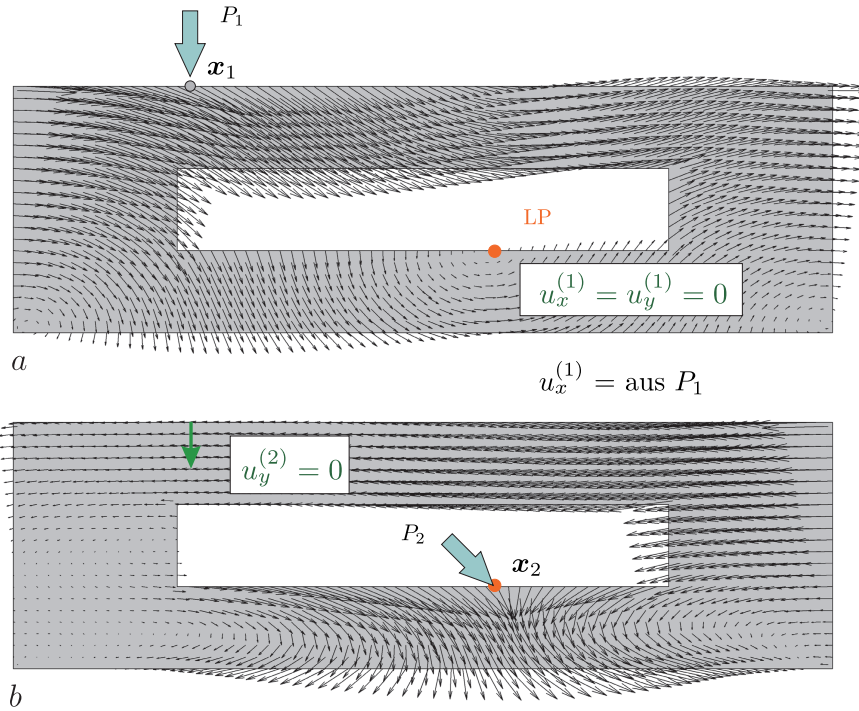 P₁
𝒙₁
LP
u_x^{(1)} = u_y^{(1)} = 0
a
u_x^{(1)} = aus P₁
u_y^{(2)} = 0
P₂
𝒙₂
b